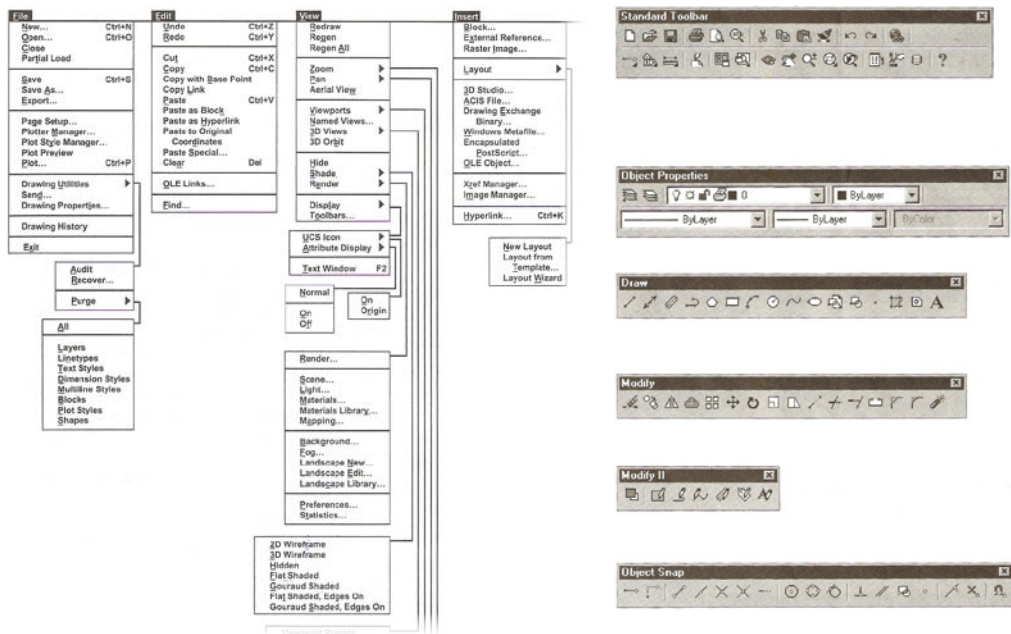 File
New... Ctrl+N
Open... Ctrl+O
Close
Partial Load
Save Ctrl+S
Save As...
Export...
Page Setup...
Plotter Manager...
Plot Style Manager...
Plot Preview
Plot... Ctrl+P
Drawing Utilities
Send...
Drawing Properties...
Drawing History
Exit
Audit
Recover...
Purge
All
Layers
Linetypes
Text Styles
Dimension Styles
Multiline Styles
Blocks
Plot Styles
Shapes
Edit
Undo Ctrl+Z
Redo Ctrl+Y
Cut Ctrl+X
Copy Ctrl+C
Copy with Base Point
Copy Link
Paste Ctrl+V
Paste as Block
Paste as Hyperlink
Paste to Original
Coordinates
Paste Special...
Clear Del
OLE Links...
Find...
View
Redraw
Regen
Regen All
Zoom
Pan
Aerial View
Viewports
Named Views...
3D Views
3D Orbit
Hide
Shade
Render
Display
Toolbars...
UCS Icon
Attribute Display
Text Window F2
Normal
On
Off
On
Origin
Render...
Scene...
Light...
Materials...
Materials Library...
Mapping...
Background...
Fog...
Landscape New...
Landscape Edit...
Landscape Library...
Preferences...
Statistics...
2D Wireframe
3D Wireframe
Hidden
Flat Shaded
Gouraud Shaded
Flat Shaded, Edges On
Gouraud Shaded, Edges On
Viewpoint Presets
Insert
Block...
External Reference...
Raster Image...
Layout
3D Studio...
ACIS File...
Drawing Exchange
Binary...
Windows Metafile...
Encapsulated
PostScript...
OLE Object...
Xref Manager...
Image Manager...
Hyperlink... Ctrl+K
New Layout
Layout from
Template...
Layout Wizard
Standard Toolbar
Object Properties
0 ByLayer
ByLayer ByLayer ByColor
Draw
A
Modify
Modify II
Object Snap